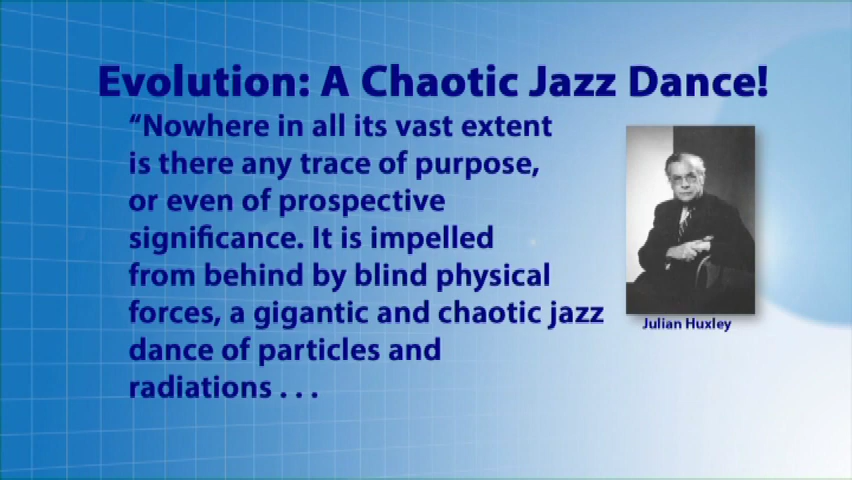 Evolution: A Chaotic Jazz Dance!
“Nowhere in all its vast extent
is there any trace of purpose,
or even of prospective
significance. It is impelled
from behind by blind physical
forces, a gigantic and chaotic jazz
dance of particles and
radiations . . .
Julian Huxley